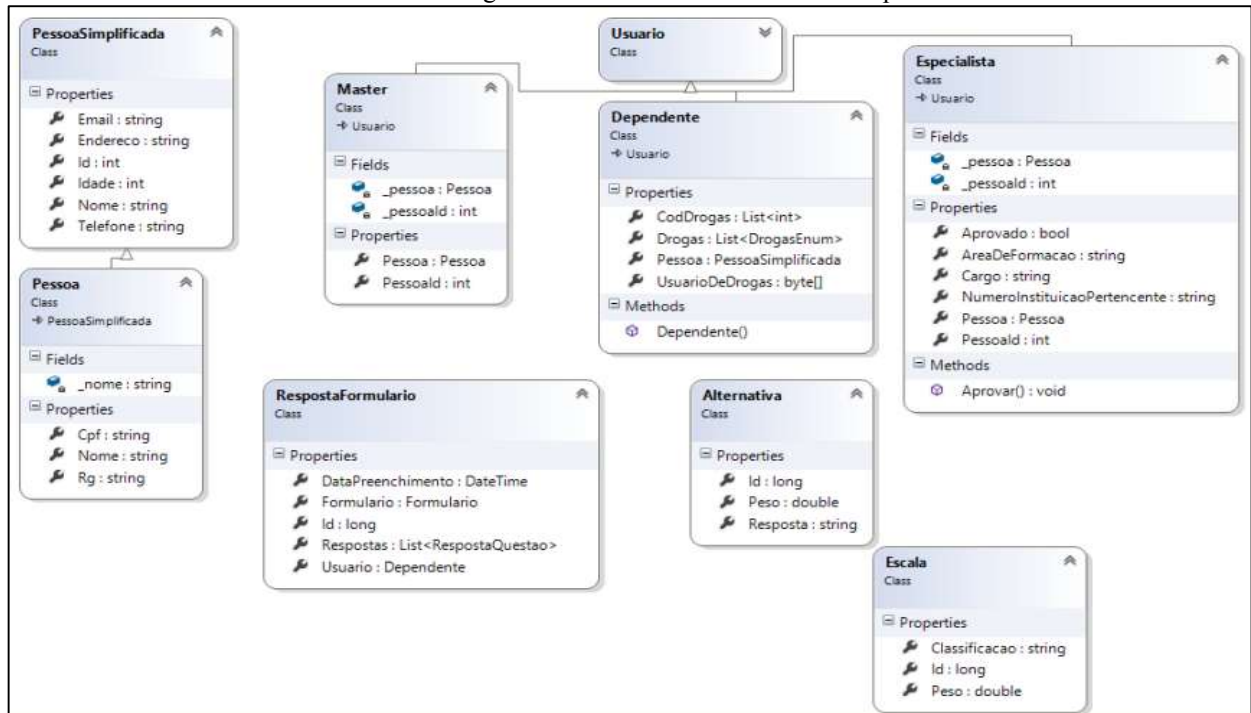 PessoaSimplificada
Class
Properties
Email : string
Endereco : string
Id : int
Idade : int
Nome : string
Telefone : string
Pessoa
Class
PessoaSimplificada
Fields
_nome : string
Properties
Cpf : string
Nome : string
Rg : string
Master
Class
Usuario
Fields
_pessoa : Pessoa
_pessoaId : int
Properties
Pessoa : Pessoa
PessoaId : int
Usuario
Class
Dependente
Class
Usuario
Properties
CodDrogas : List<int>
Drogas : List<DrogasEnum>
Pessoa : PessoaSimplificada
UsuarioDeDrogas : byte[]
Methods
Dependente()
Especialista
Class
Usuario
Fields
_pessoa : Pessoa
_pessoaId : int
Properties
Aprovado : bool
AreaDeFormacao : string
Cargo : string
NumeroInstituicaoPertencente : string
Pessoa : Pessoa
PessoaId : int
Methods
Aprovar() : void
RespostaFormulario
Class
Properties
DataPreenchimento : DateTime
Formulario : Formulario
Id : long
Respostas : List<RespostaQuestao>
Usuario : Dependente
Alternativa
Class
Properties
Id : long
Peso : double
Resposta : string
Escala
Class
Properties
Classificacao : string
Id : long
Peso : double